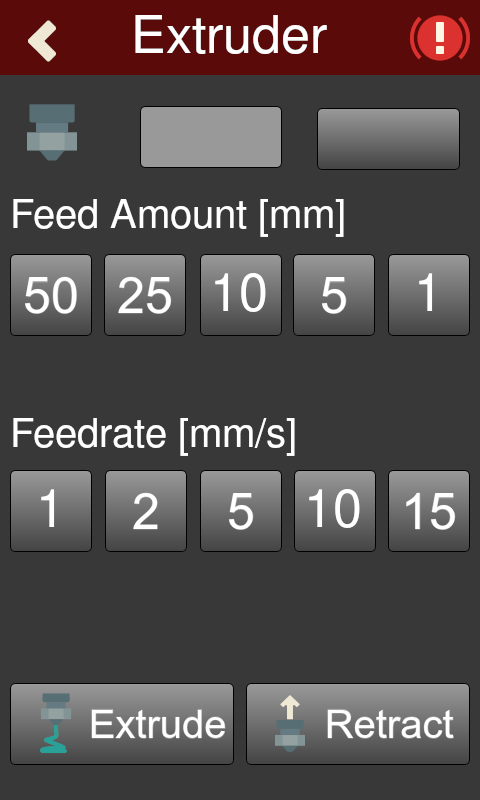 Extruder
Feed Amount [mm]
50 25 10 5 1
Feedrate [mm/s]
1 2 5 10 15
Extrude Retract